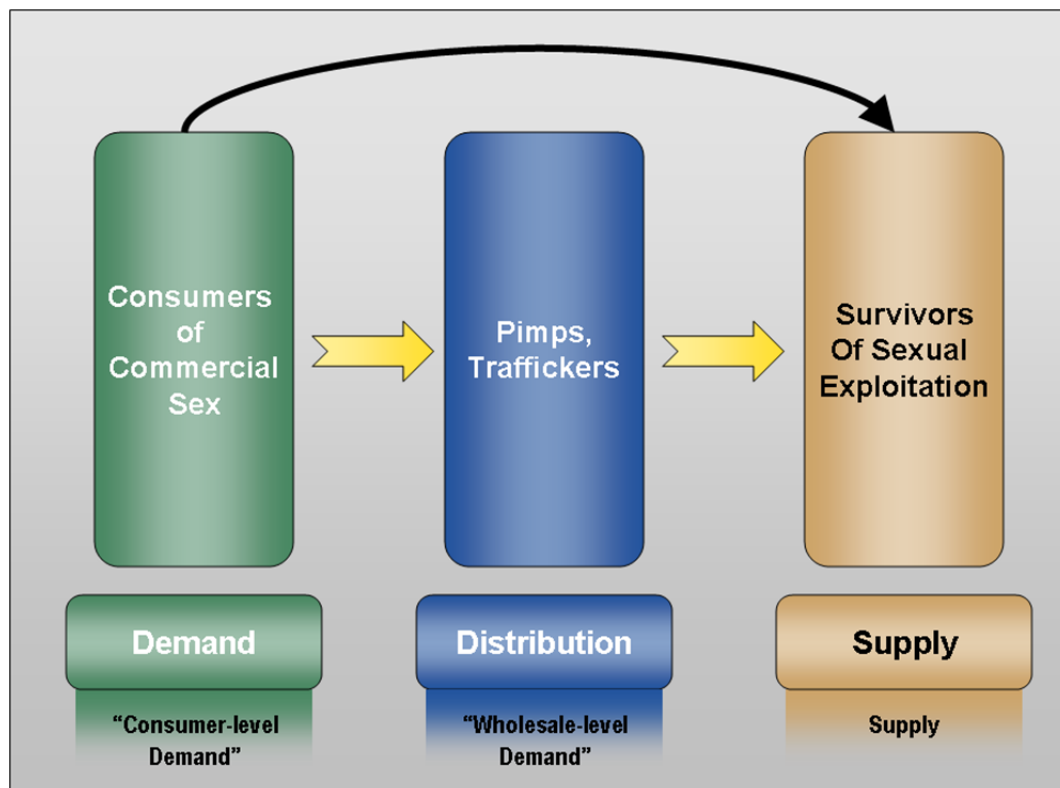 Consumers
of
Commercial
Sex
Pimps,
Traffickers
Survivors
Of Sexual
Exploitation
Demand
Distribution
Supply
“Consumer-level
Demand”
“Wholesale-level
Demand”
Supply